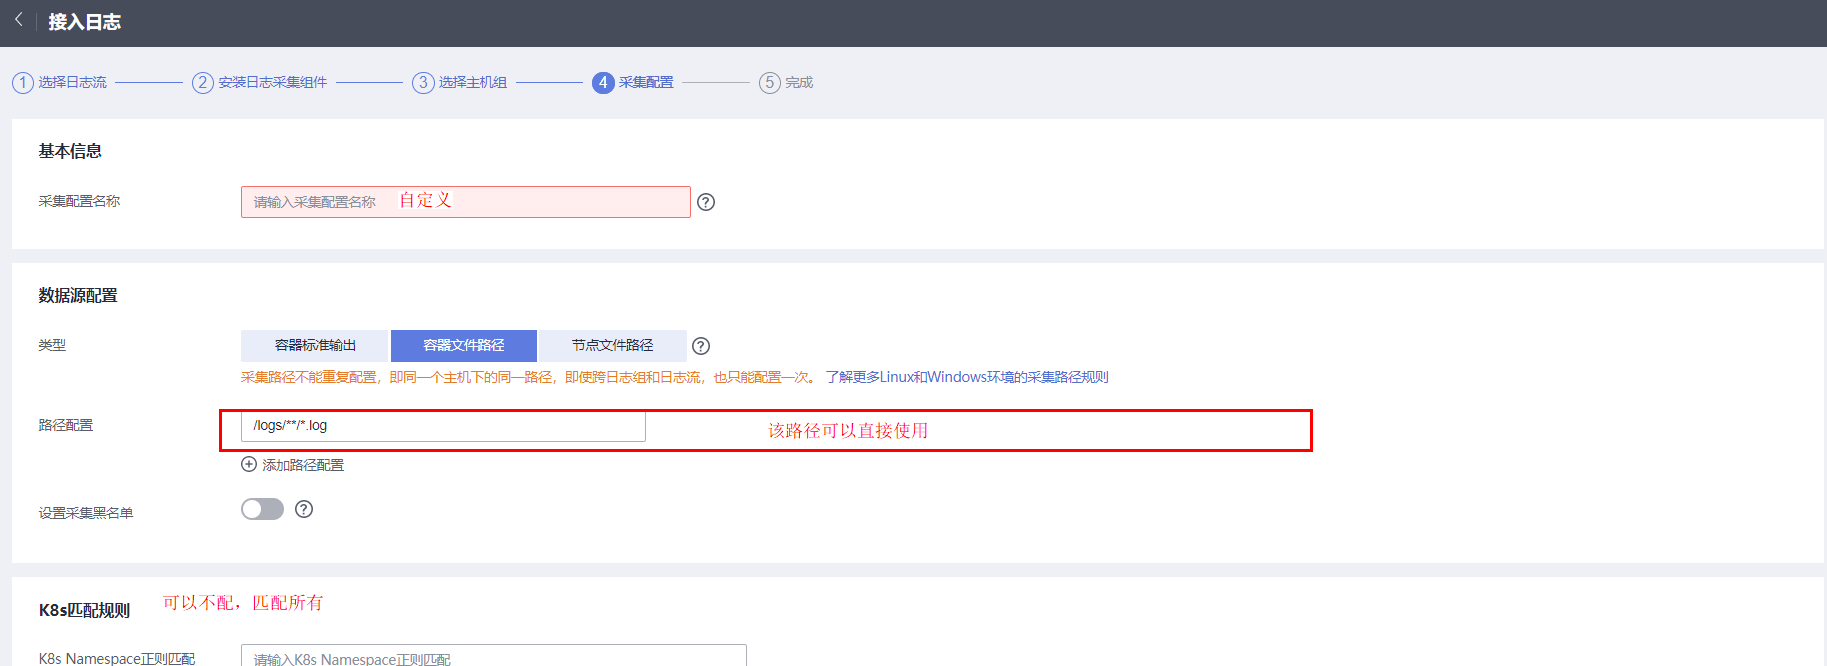 接入日志
1 选择日志流 2 安装日志采集组件 3 选择主机组 4 采集配置 5 完成
基本信息
采集配置名称 请输入采集配置名称 自定义 ?
数据源配置
类型 容器标准输出 容器文件路径 节点文件路径 ?
采集路径不能重复配置，即同一个主机下的同一路径，即使跨日志组和日志流，也只能配置一次。 了解更多Linux和Windows环境的采集路径规则
路径配置 /logs/**/*.log 该路径可以直接使用
添加路径配置
设置采集黑名单 ?
K8s匹配规则 可以不配，匹配所有
K8s Namespace正则匹配 请输入K8s Namespace正则匹配